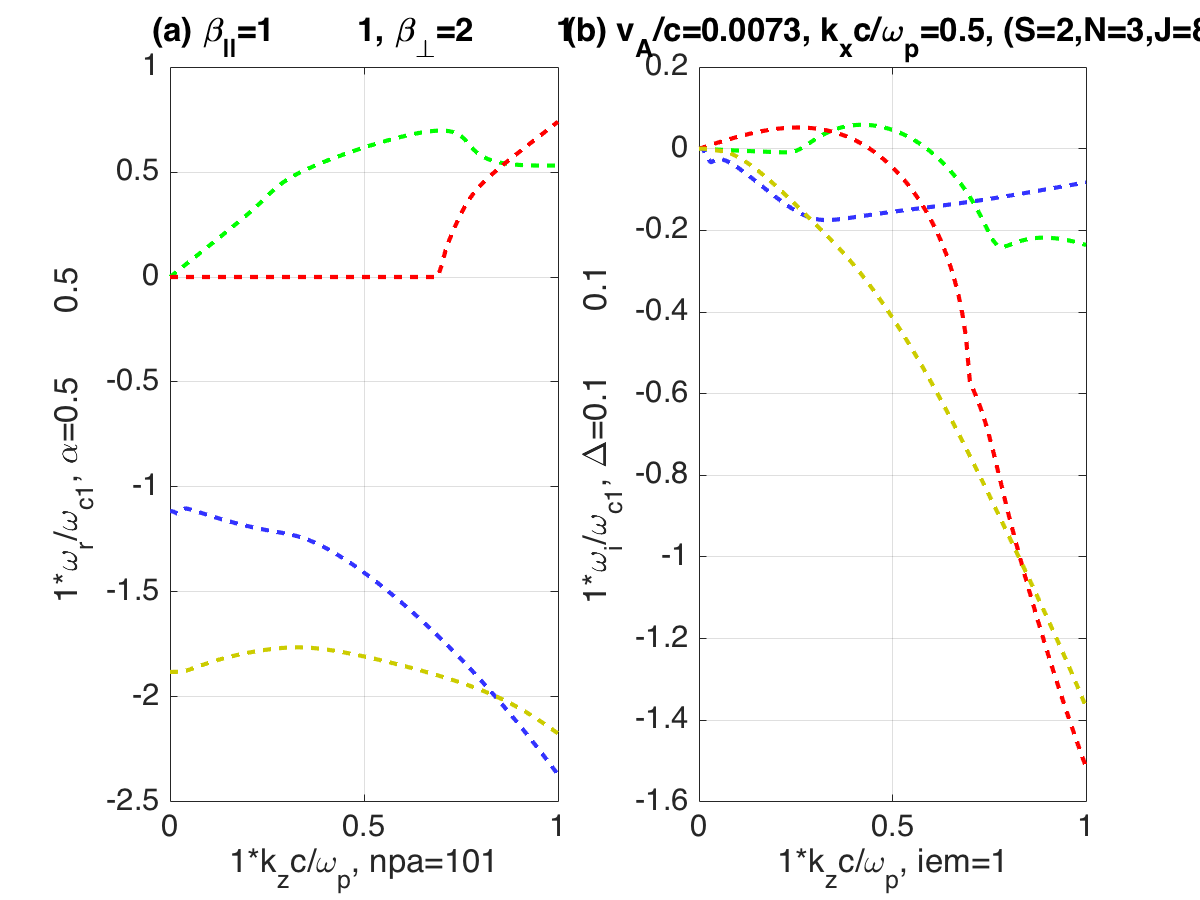 (a) β||=1 1, β⊥=2 1
(b) vA/c=0.0073, kxc/ωp=0.5, (S=2,N=3,J=8
1
0.5
0
-0.5
-1
-1.5
-2
-2.5
1*ωr/ωc1, α=0.5 0.5
0 0.5 1
1*kzc/ωp, npa=101
0.2
0
-0.2
-0.4
-0.6
-0.8
-1
-1.2
-1.4
-1.6
1*ωi/ωc1, Δ=0.1 0.1
0 0.5 1
1*kzc/ωp, iem=1